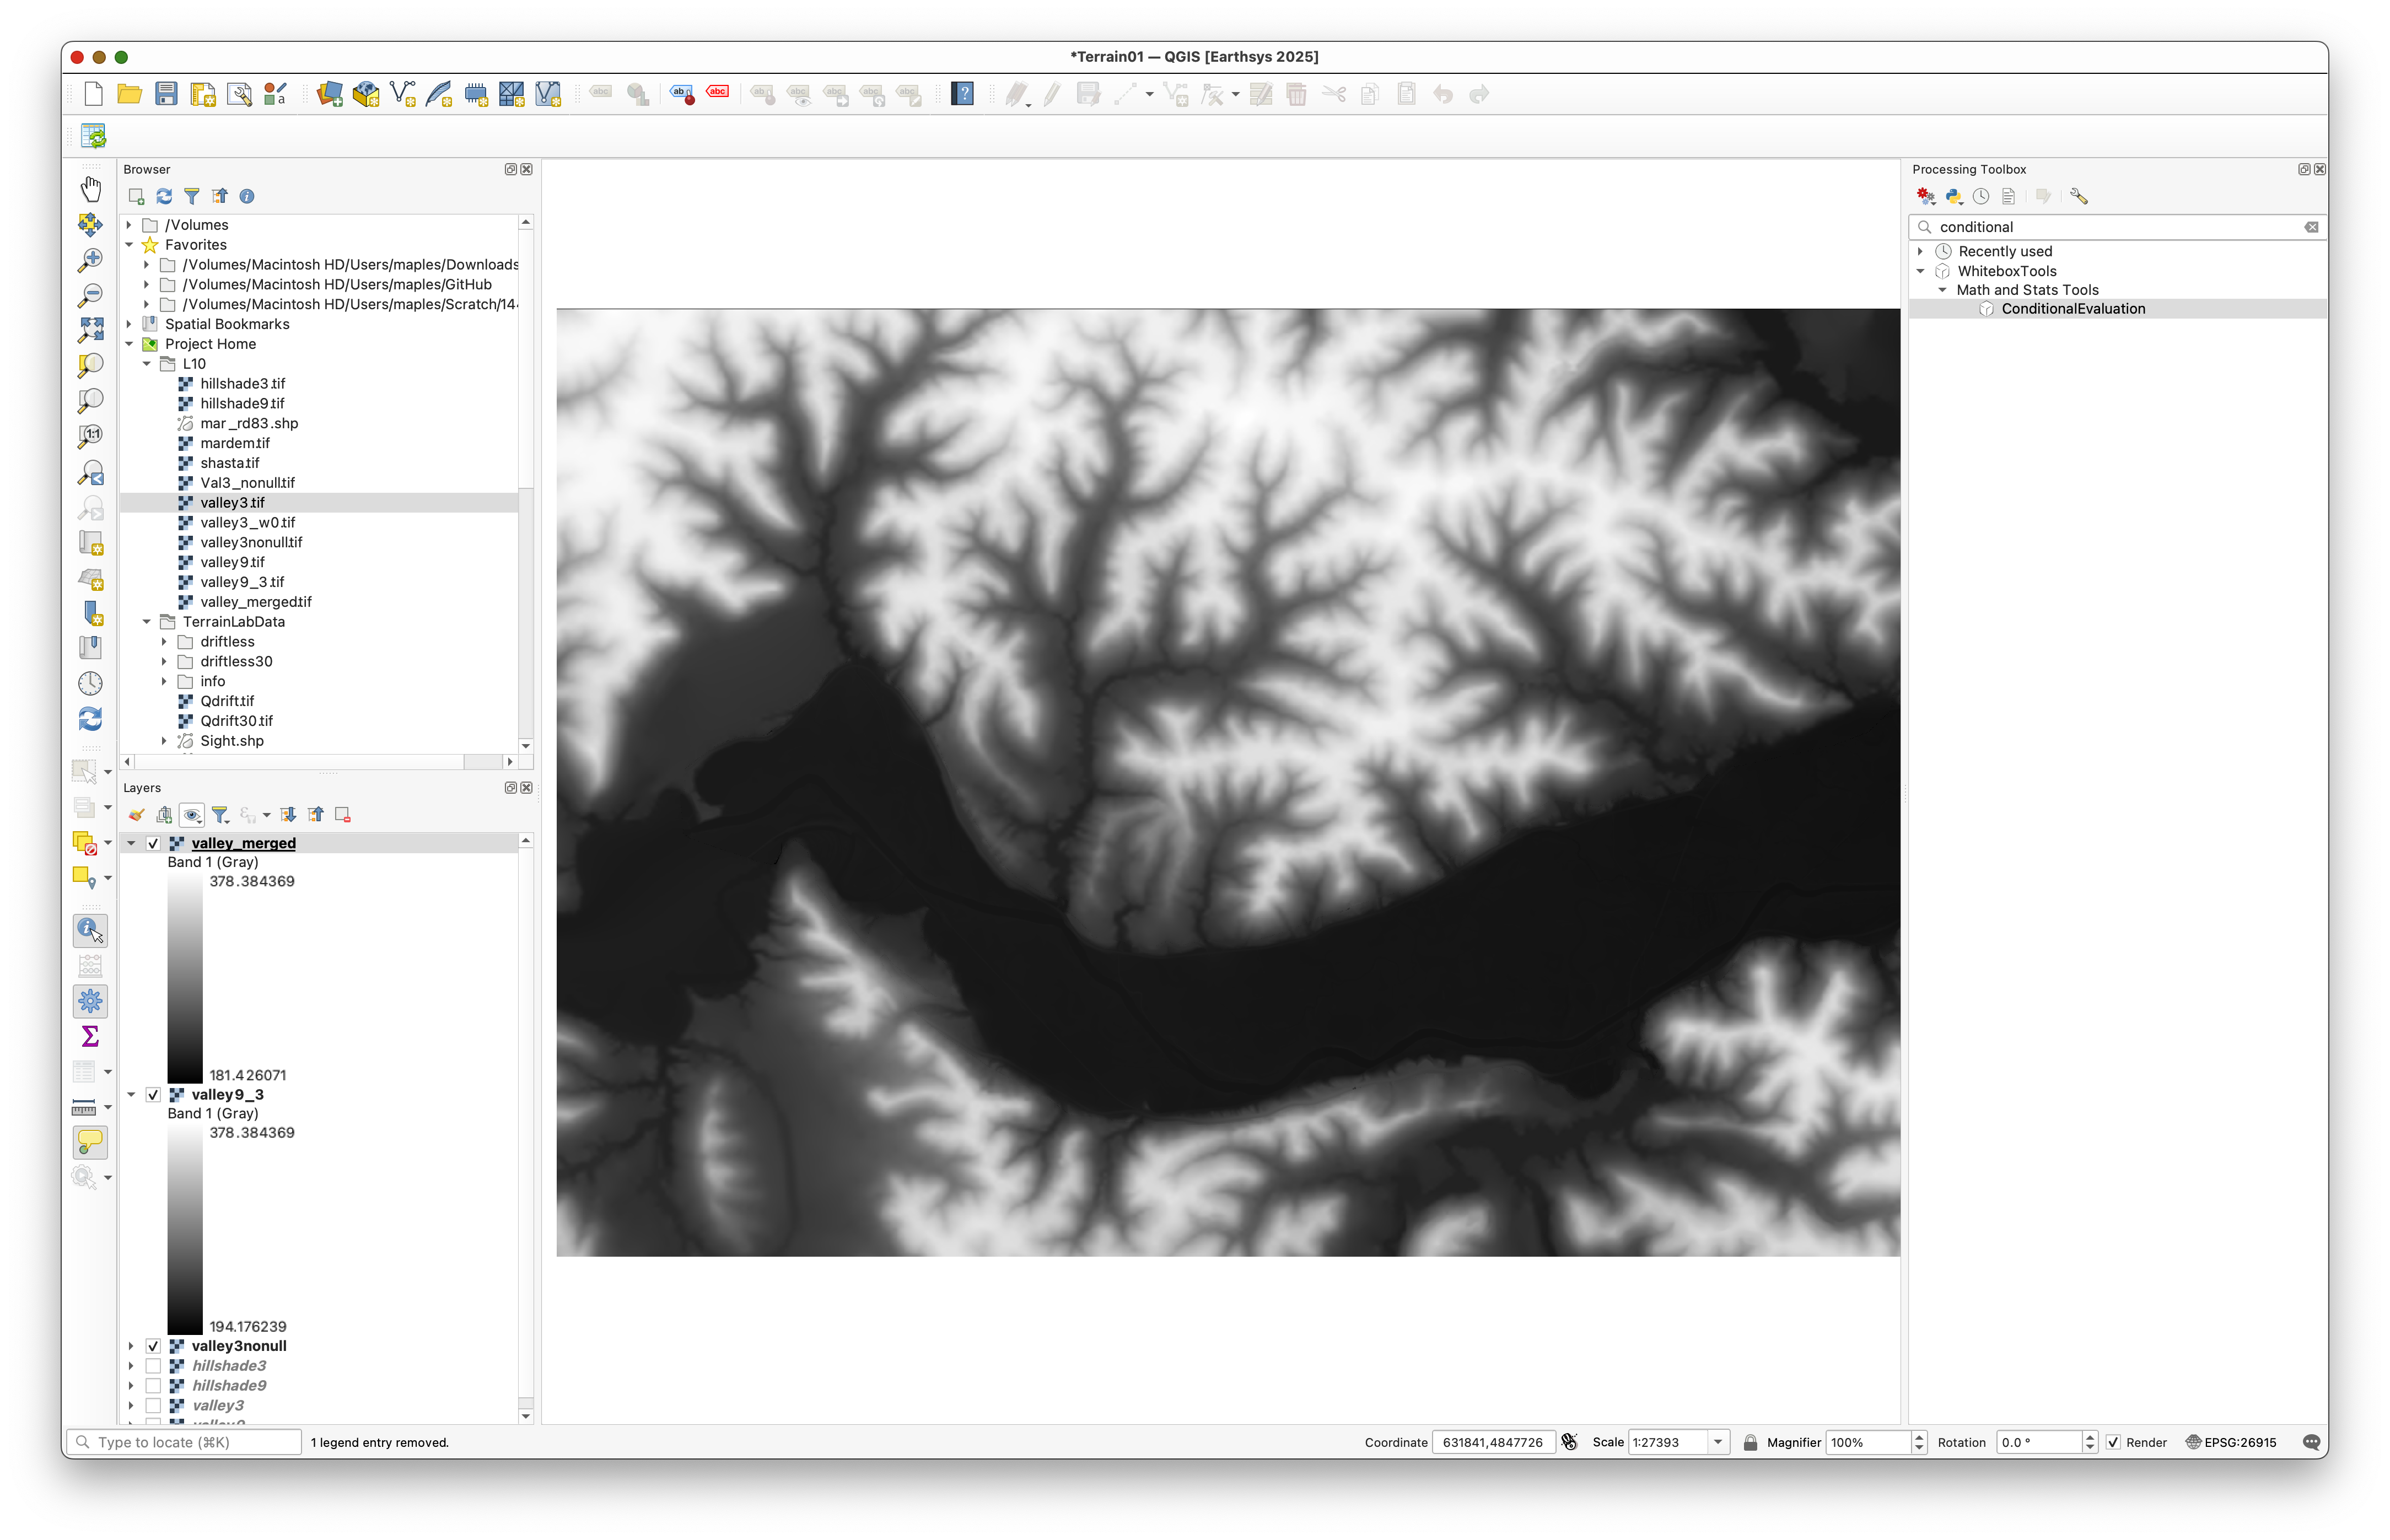 *Terrain01 — QGIS [Earthsys 2025]
Browser
/Volumes
Favorites
/Volumes/Macintosh HD/Users/maples/Downloads
/Volumes/Macintosh HD/Users/maples/GitHub
/Volumes/Macintosh HD/Users/maples/Scratch/14
Spatial Bookmarks
Project Home
L10
hillshade3.tif
hillshade9.tif
mar_rd83.shp
mardem.tif
shasta.tif
Val3_nonull.tif
valley3.tif
valley3_w0.tif
valley3nonull.tif
valley9.tif
valley9_3.tif
valley_merged.tif
TerrainLabData
driftless
driftless30
info
Qdrift.tif
Qdrift30.tif
Sight.shp
Layers
valley_merged
Band 1 (Gray)
378.384369
181.426071
valley9_3
Band 1 (Gray)
378.384369
194.176239
valley3nonull
hillshade3
hillshade9
valley3
Processing Toolbox
conditional
Recently used
WhiteboxTools
Math and Stats Tools
ConditionalEvaluation
Type to locate (⌘K)
1 legend entry removed.
Coordinate 631841,4847726
Scale 1:27393
Magnifier 100%
Rotation 0.0 °
Render
EPSG:26915